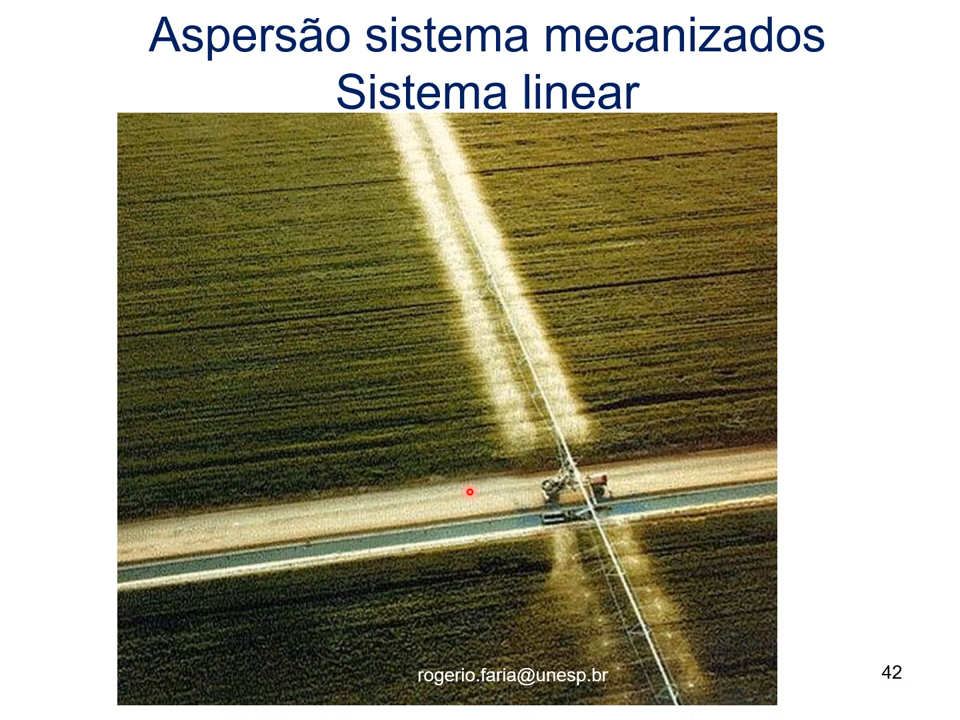 Aspersão sistema mecanizados
Sistema linear
rogerio.faria@unesp.br
42